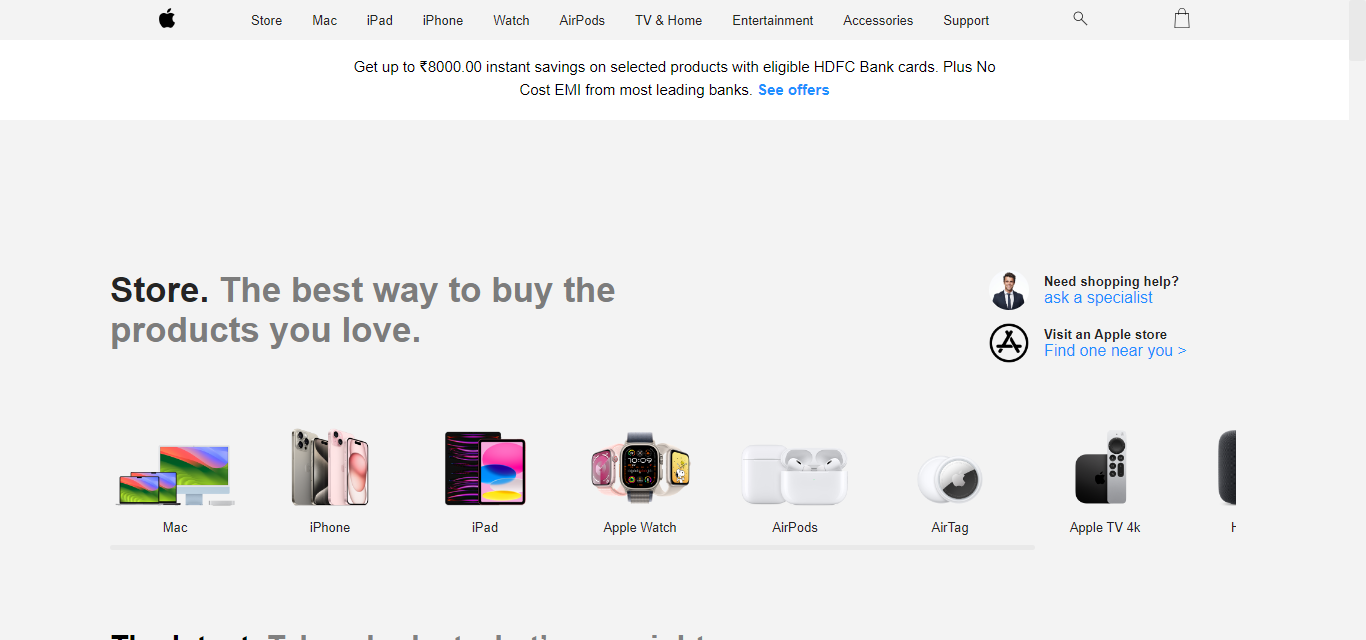 Store Mac iPad iPhone Watch AirPods TV & Home Entertainment Accessories Support
Get up to ₹8000.00 instant savings on selected products with eligible HDFC Bank cards. Plus No
Cost EMI from most leading banks. See offers
Store. The best way to buy the
products you love.
Need shopping help?
ask a specialist
Visit an Apple store
Find one near you >
Mac iPhone iPad Apple Watch AirPods AirTag Apple TV 4k